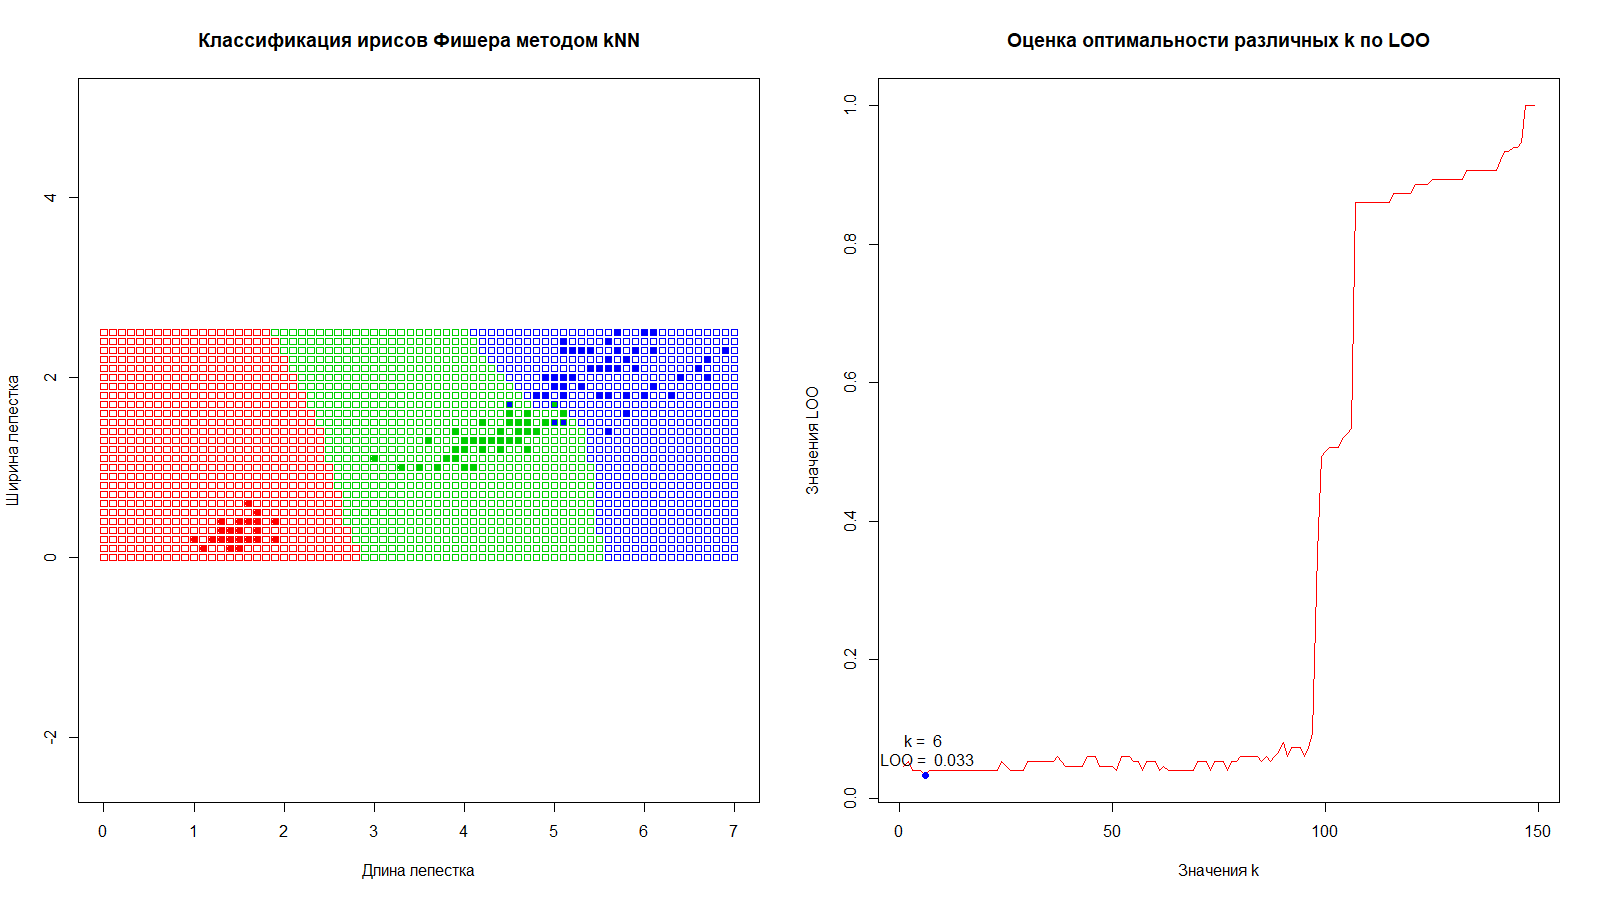 Классификация ирисов Фишера методом kNN
Ширина лепестка
4
2
0
-2
0 1 2 3 4 5 6 7
Длина лепестка
Оценка оптимальности различных k по LOO
Значения LOO
1.0
0.8
0.6
0.4
0.2
0.0
k = 6
LOO = 0.033
0 50 100 150
Значения k